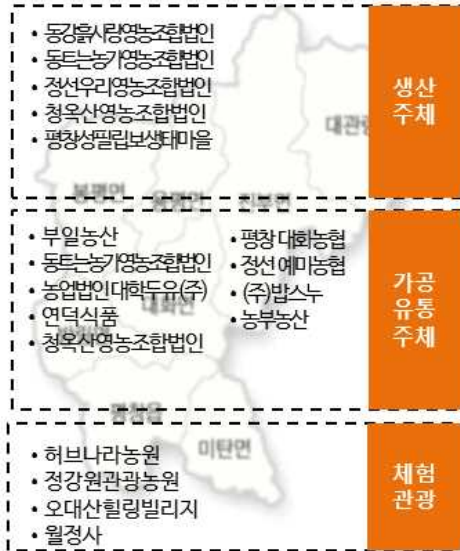 • 동강흙사랑영농조합법인
• 동트는농가영농조합법인
• 정선우리영농조합법인
• 청옥산영농조합법인
• 평창성필립보생태마을
생산
주체
대관령
봉평면
용평면
진부면
• 부일농산
• 동트는농가영농조합법인
• 농업법인대학두유(주)
• 연덕식품
• 청옥산영농조합법인
• 평창 대화농협
• 정선 예미농협
• (주)밥스누
• 농부농산
가공
유통
주체
대화면
평창읍
미탄면
• 허브나라농원
• 정강원관광농원
• 오대산힐링빌리지
• 월정사
체험
관광